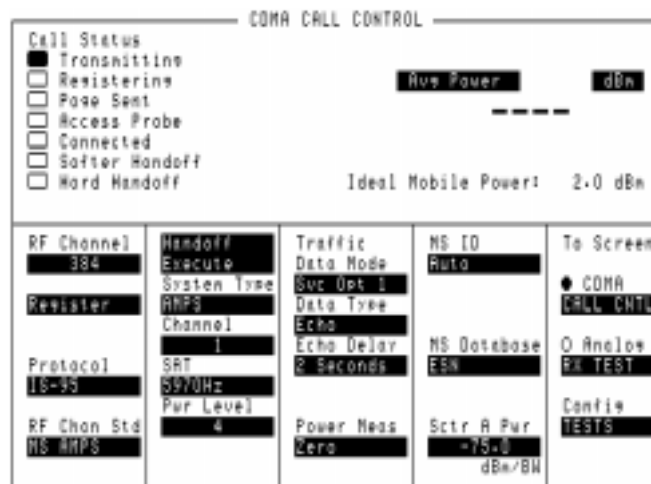 CDMA CALL CONTROL
Call Status
Transmitting
Registering
Page Sent
Access Probe
Connected
Softer Handoff
Hard Handoff
Avg Power
dBm
----
Ideal Mobile Power: 2.0 dBm
RF Channel
384
Register
Protocol
IS-95
RF Chan Std
MS AMPS
Handoff
Execute
System Type
AMPS
Channel
1
SAT
5970Hz
Pwr Level
4
Traffic
Data Mode
Svc Opt 1
Data Type
Echo
Echo Delay
2 Seconds
Power Meas
Zero
MS ID
Auto
MS Database
ESN
Sctr A Pwr
-75.0
dBm/BW
To Screen
CDMA
CALL CNTL
Analog
RX TEST
Config
TESTS